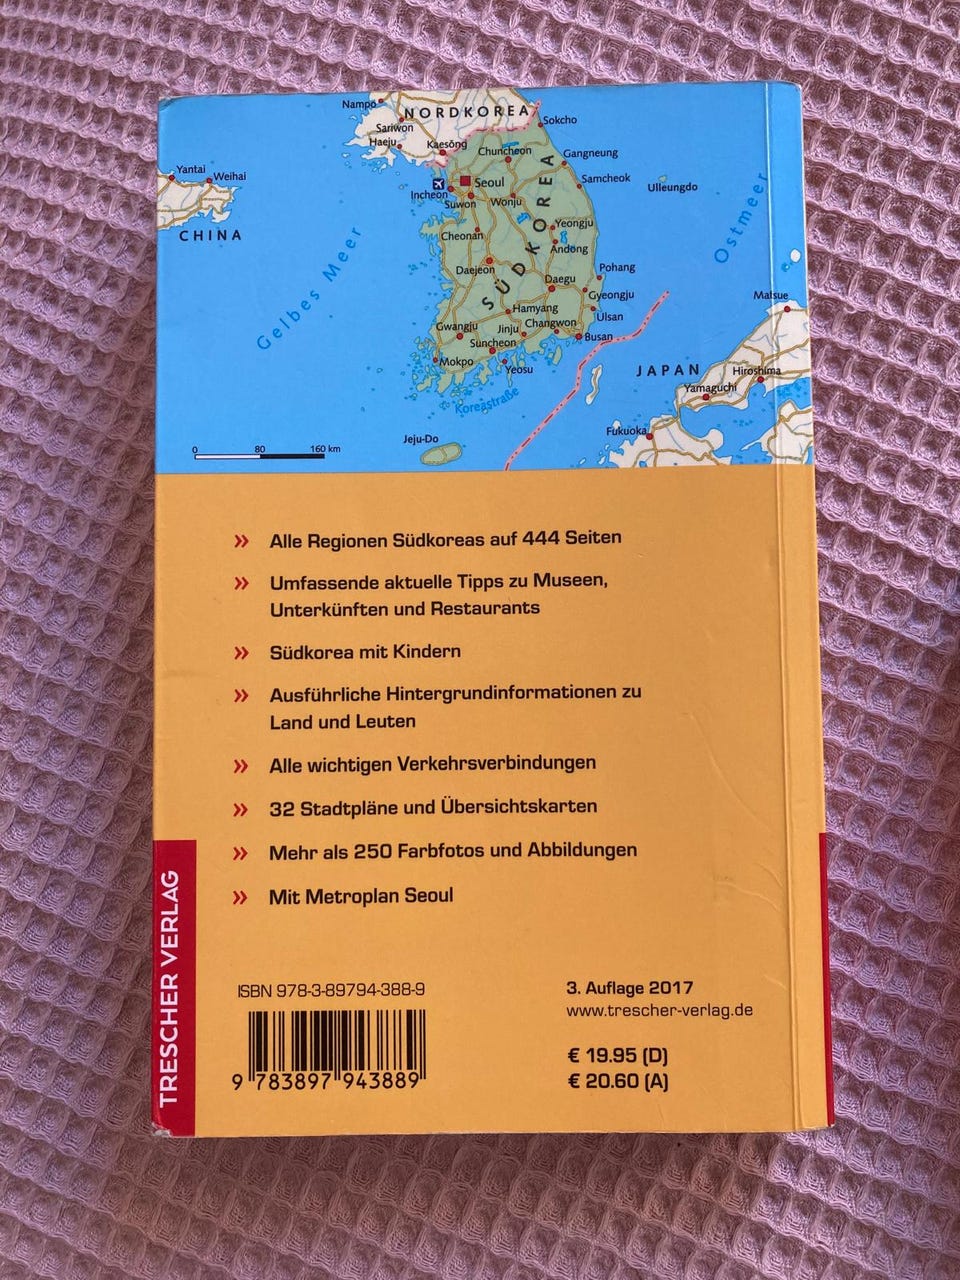 Nampo
NORDKOREA
Sokcho
Sariwon
Haeju
Kaesŏng
Chuncheon
Gangneung
Yantai
Weihai
Seoul
Samcheok
Ulleungdo
Incheon
Suwon
Wonju
CHINA
SÜDKOREA
Ostmeer
Gelbes Meer
Cheonan
Yeongju
Andong
Daejeon
Daegu
Pohang
Gyeongju
Matsue
Hamyang
Ulsan
Gwangju
Jinju
Changwon
Suncheon
Busan
Mokpo
Yeosu
JAPAN
Hiroshima
Yamaguchi
Koreastraße
Fukuoka
Jeju-Do
0 80 160 km
» Alle Regionen Südkoreas auf 444 Seiten
» Umfassende aktuelle Tipps zu Museen,
Unterkünften und Restaurants
» Südkorea mit Kindern
» Ausführliche Hintergrundinformationen zu
Land und Leuten
» Alle wichtigen Verkehrsverbindungen
» 32 Stadtpläne und Übersichtskarten
» Mehr als 250 Farbfotos und Abbildungen
» Mit Metroplan Seoul
TRESCHER VERLAG
ISBN 978-3-89794-388-9
9 783897 943889
3. Auflage 2017
www.trescher-verlag.de
€ 19.95 (D)
€ 20.60 (A)